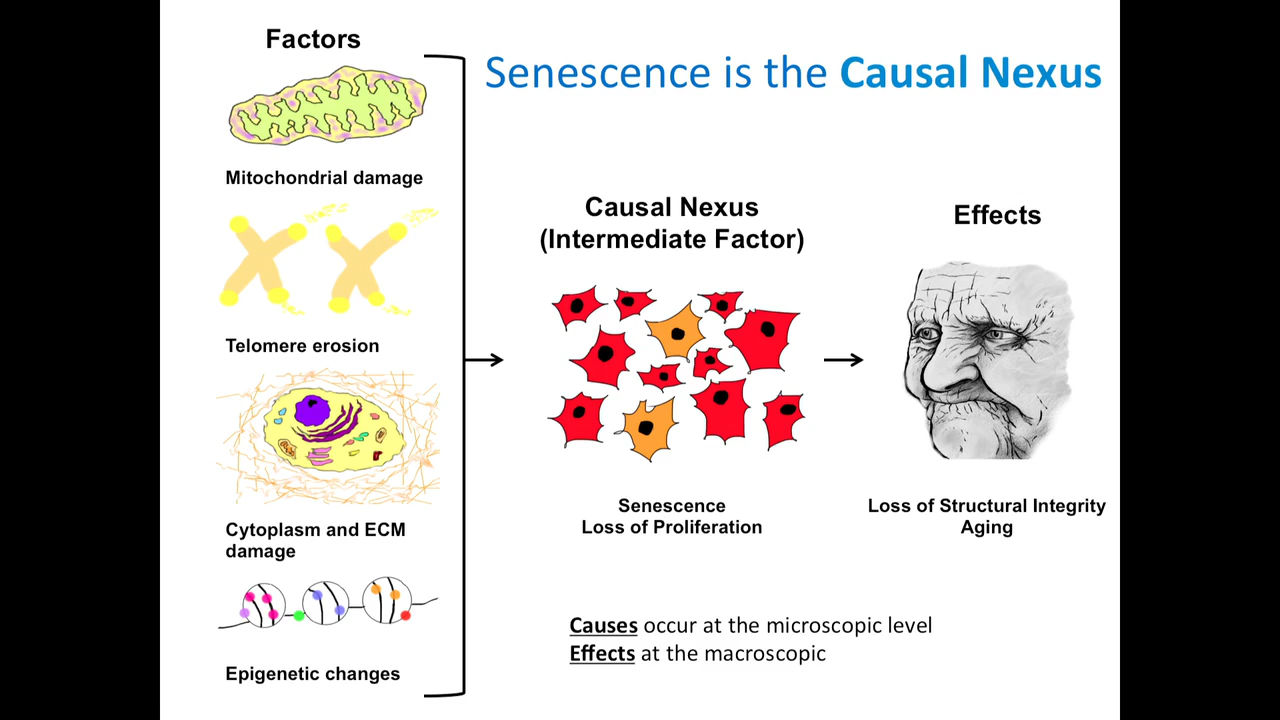 Factors
Senescence is the Causal Nexus
Mitochondrial damage
Telomere erosion
Cytoplasm and ECM
damage
Epigenetic changes
Causal Nexus
(Intermediate Factor)
Senescence
Loss of Proliferation
Effects
Loss of Structural Integrity
Aging
Causes occur at the microscopic level
Effects at the macroscopic